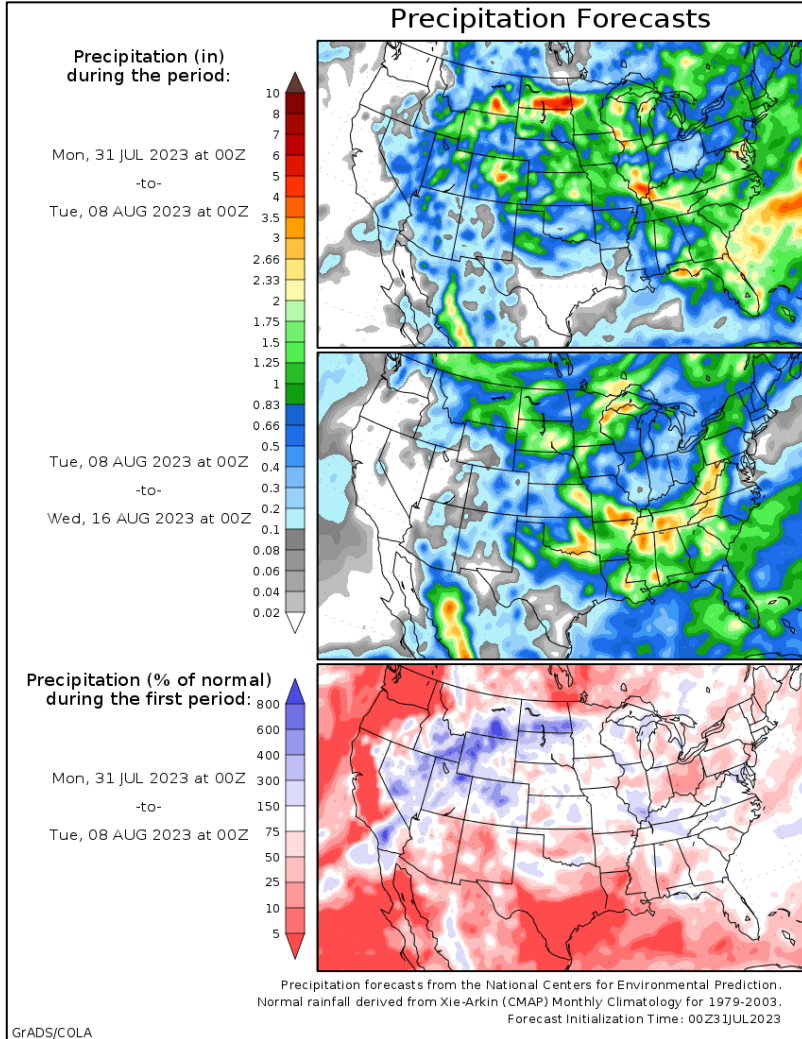 Precipitation Forecasts
Precipitation (in)
during the period:
Mon, 31 JUL 2023 at 00Z
-to-
Tue, 08 AUG 2023 at 00Z
10
8
7
6
5
4
3.5
3
2.66
2.33
2
1.75
1.5
1.25
1
0.83
0.66
0.5
0.4
0.3
0.2
0.1
0.08
0.06
0.04
0.02
Tue, 08 AUG 2023 at 00Z
-to-
Wed, 16 AUG 2023 at 00Z
Precipitation (% of normal)
during the first period:
Mon, 31 JUL 2023 at 00Z
-to-
Tue, 08 AUG 2023 at 00Z
800
600
400
300
150
75
50
25
10
5
Precipitation forecasts from the National Centers for Environmental Prediction.
Normal rainfall derived from Xie-Arkin (CMAP) Monthly Climatology for 1979-2003.
Forecast Initialization Time: 00Z31JUL2023
GrADS/COLA